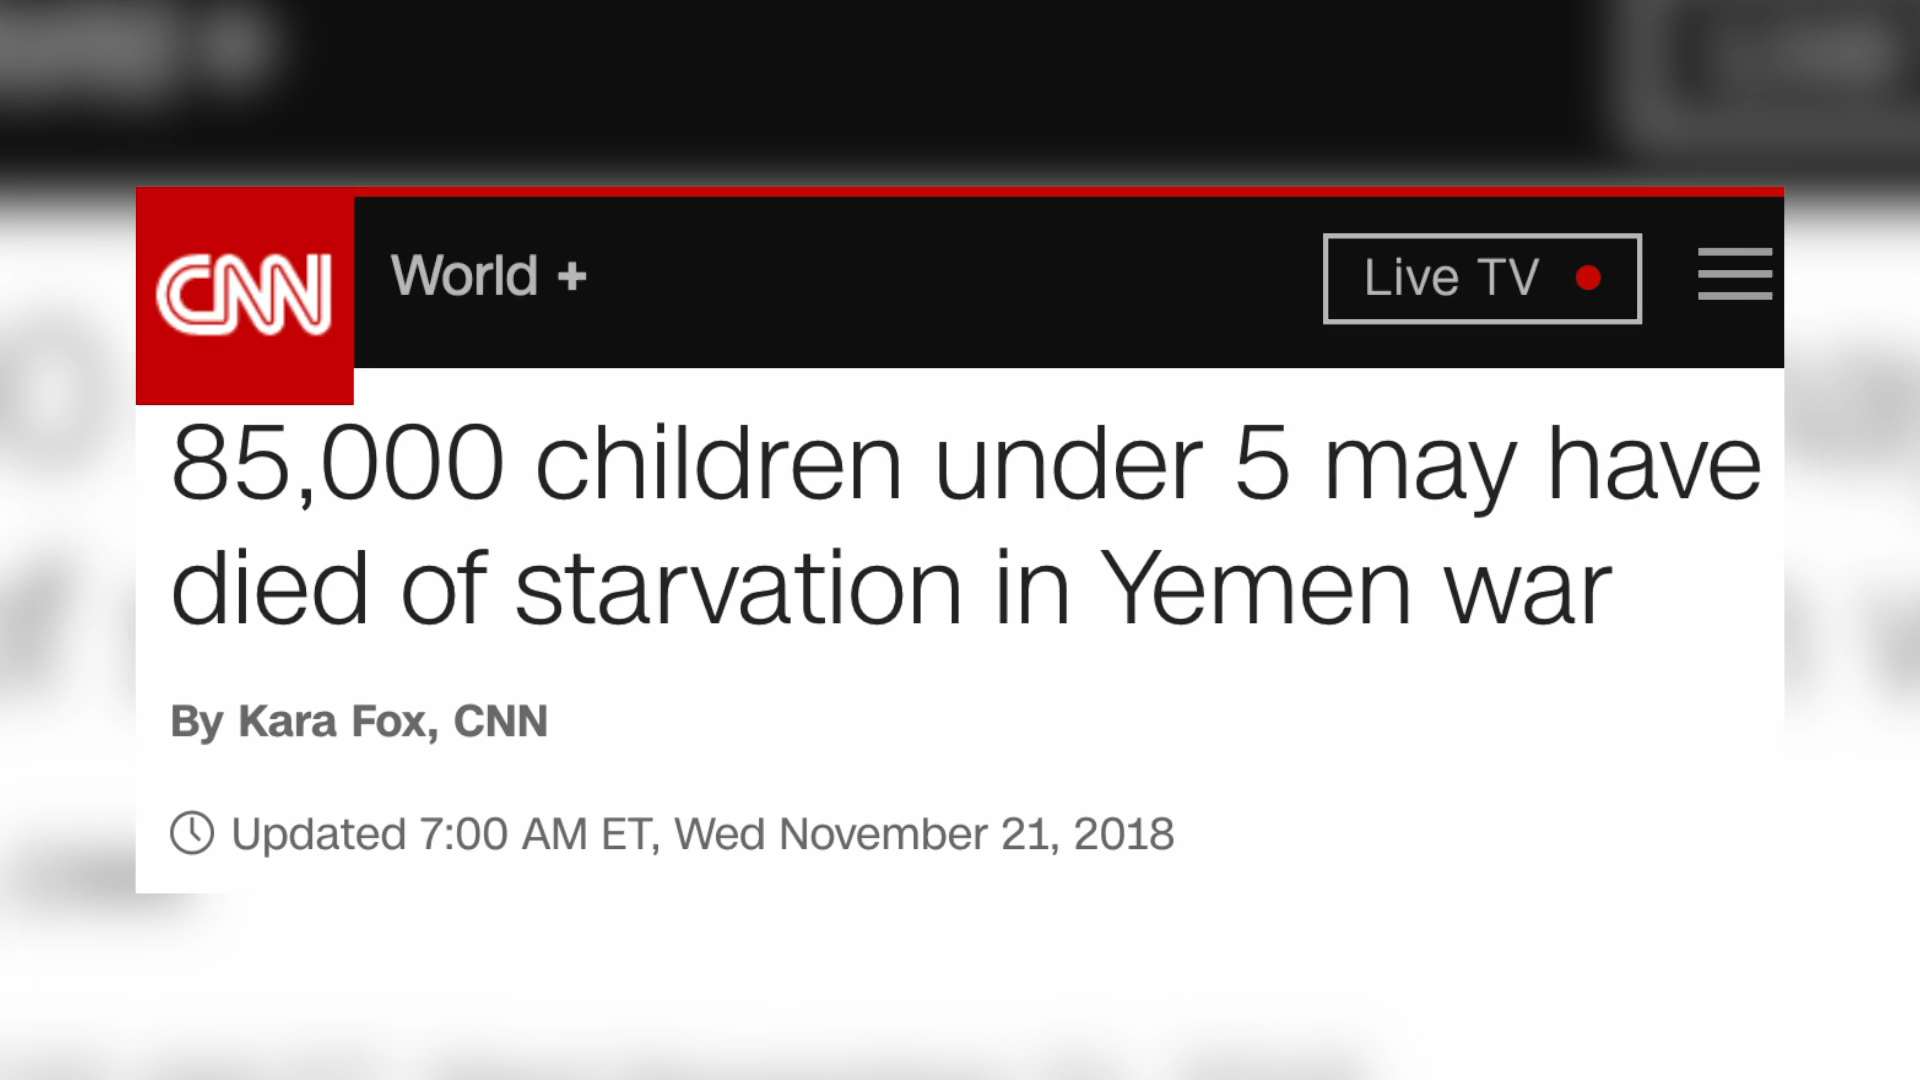 CNN
World +
Live TV
85,000 children under 5 may have
died of starvation in Yemen war
By Kara Fox, CNN
Updated 7:00 AM ET, Wed November 21, 2018